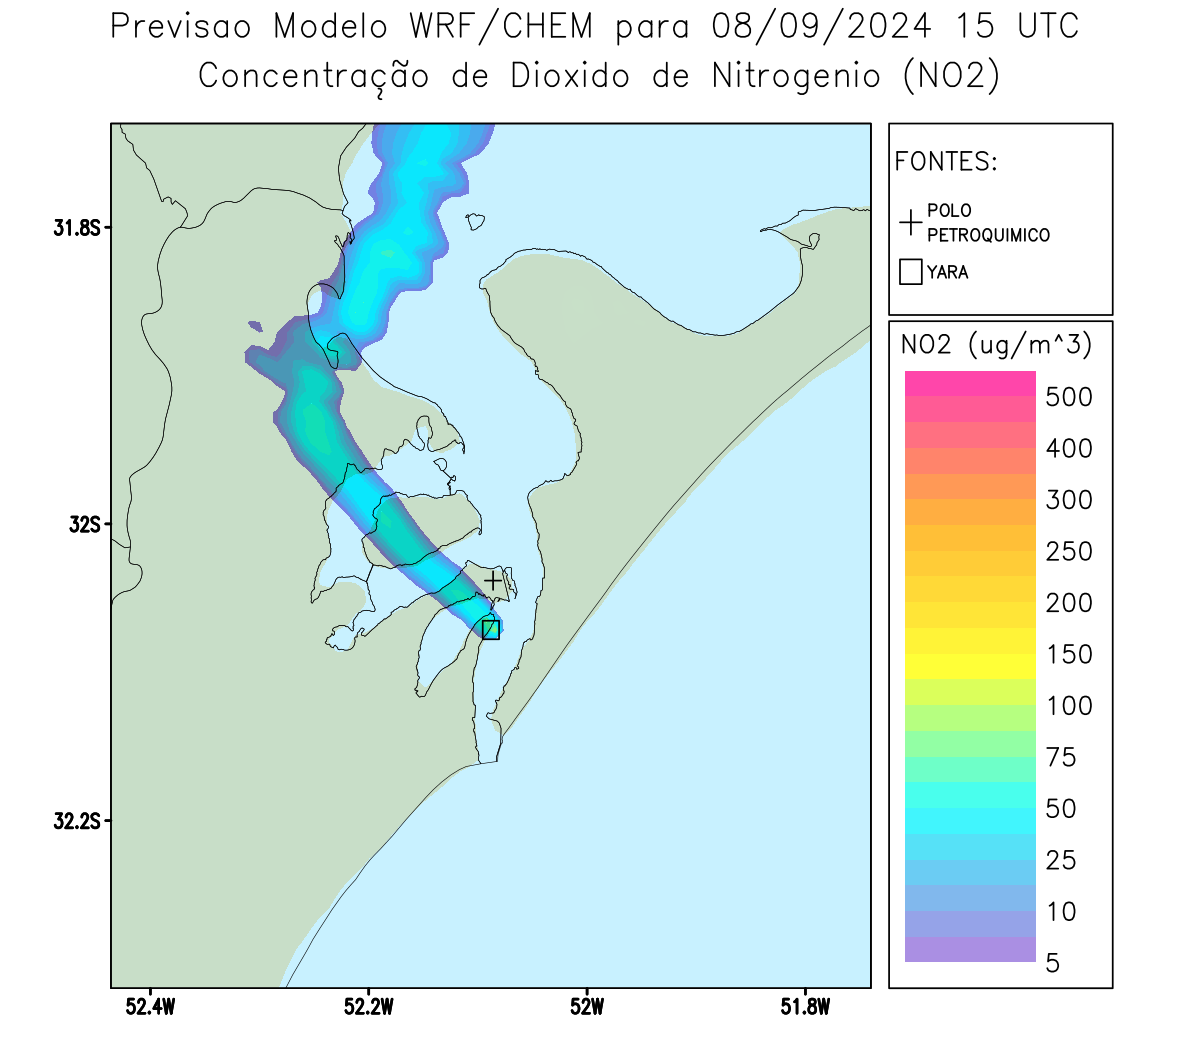 Previsao Modelo WRF/CHEM para 08/09/2024 15 UTC
Concentração de Dioxido de Nitrogenio (NO2)
FONTES:
POLO
PETROQUIMICO
YARA
NO2 (ug/m^3)
500
400
300
250
200
150
100
75
50
25
10
5
31.8S
32S
32.2S
52.4W
52.2W
52W
51.8W